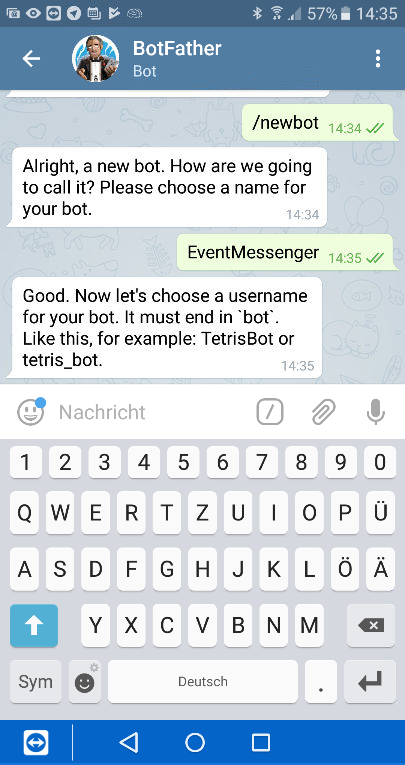 57% 14:35
BotFather
Bot
/newbot 14:34
Alright, a new bot. How are we going
to call it? Please choose a name for
your bot.
14:34
EventMessenger 14:35
Good. Now let's choose a username
for your bot. It must end in `bot`.
Like this, for example: TetrisBot or
tetris_bot.
14:35
Nachricht
1 2 3 4 5 6 7 8 9 0
Q W E R T Z U I O P Ü
A S D F G H J K L Ö Ä
Y X C V B N M
Sym Deutsch .